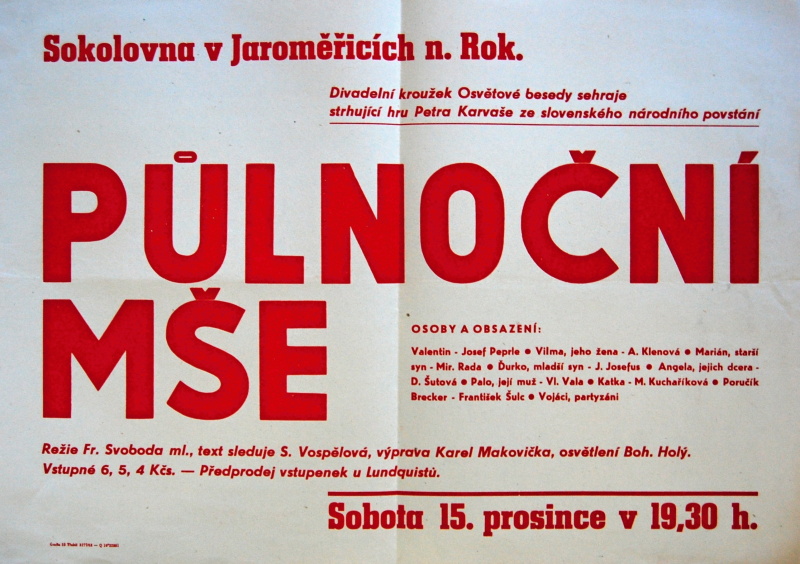 Sokolovna v Jaroměřicích n. Rok.
Divadelní kroužek Osvětové besedy sehraje
strhující hru Petra Karvaše ze slovenského národního povstání
PŮLNOČNÍ
MŠE
OSOBY A OBSAZENÍ:
Valentin - Josef Peprle ● Vilma, jeho žena - A. Klenová ● Marián, starší
syn - Mir. Rada ● Ďurko, mladší syn - J. Josefus ● Angela, jejich dcera -
D. Šutová ● Palo, její muž - Vl. Vala ● Katka - M. Kuchaříková ● Poručík
Brecker - František Šulc ● Vojáci, partyzáni
Režie Fr. Svoboda ml., text sleduje S. Vospělová, výprava Karel Makovička, osvětlení Boh. Holý.
Vstupné 6, 5, 4 Kčs. — Předprodej vstupenek u Lundquistů.
Sobota 15. prosince v 19,30 h.